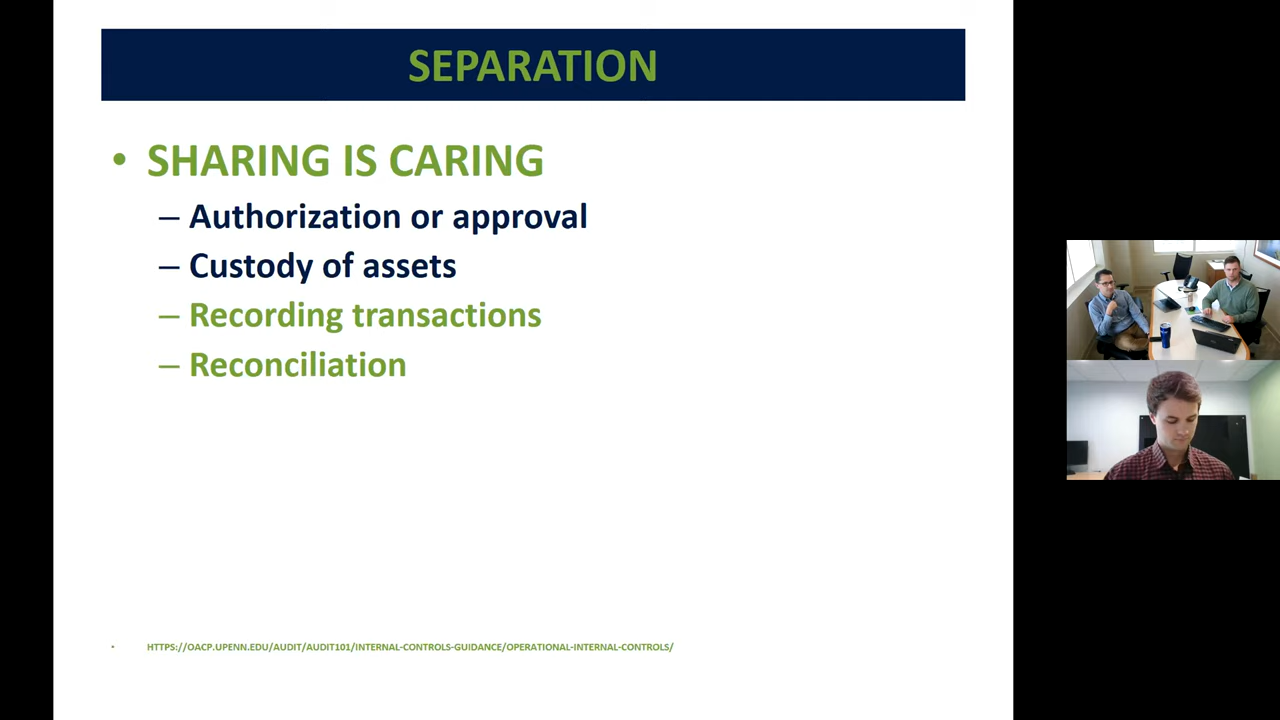 SEPARATION
• SHARING IS CARING
– Authorization or approval
– Custody of assets
– Recording transactions
– Reconciliation
• HTTPS://OACP.UPENN.EDU/AUDIT/AUDIT101/INTERNAL-CONTROLS-GUIDANCE/OPERATIONAL-INTERNAL-CONTROLS/